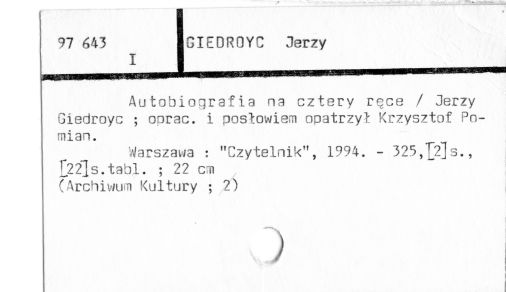 97 643
I
GIEDROYC Jerzy
Autobiografia na cztery ręce / Jerzy
Giedroyc ; oprac. i posłowiem opatrzył Krzysztof Po-
mian.
Warszawa : "Czytelnik", 1994. - 325,[2]s.,
[22]s.tabl. ; 22 cm
(Archiwum Kultury ; 2)